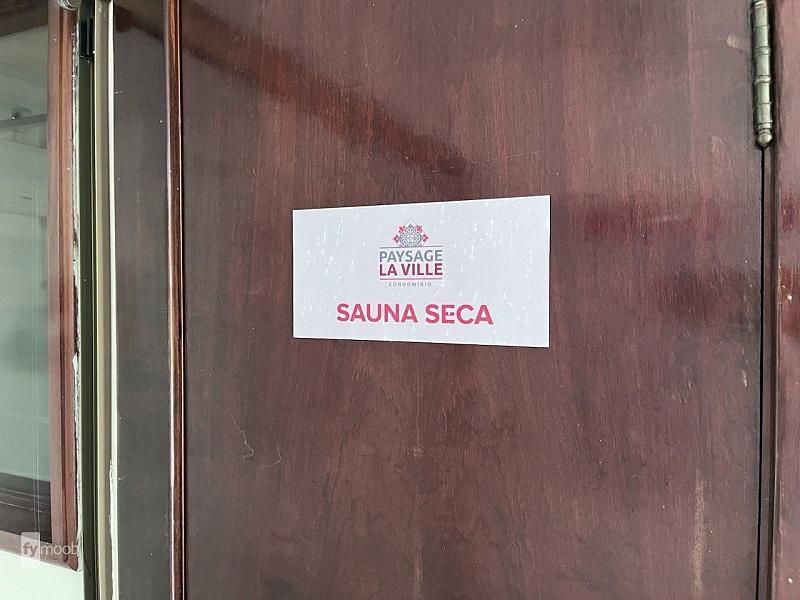 PAYSAGE
LA VILLE
CONDOMÍNIO
SAUNA SECA
fymoob